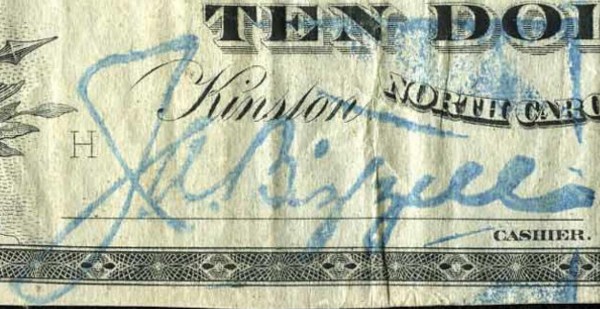 TEN DOL
Kinston NORTH CARO
H
J. A. Bizzell
CASHIER.